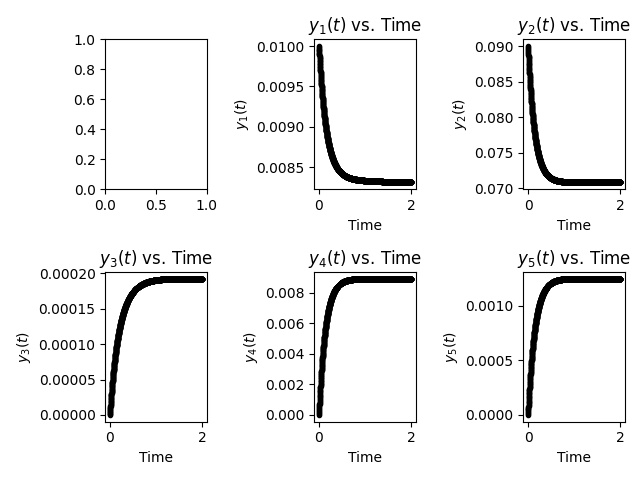 1.0
0.8
0.6
0.4
0.2
0.0
0.0 0.5 1.0
y₁(t) vs. Time
0.0100
0.0095
0.0090
0.0085
y₁(t)
0 2
Time
y₂(t) vs. Time
0.090
0.085
0.080
0.075
0.070
y₂(t)
0 2
Time
y₃(t) vs. Time
0.00020
0.00015
0.00010
0.00005
0.00000
y₃(t)
0 2
Time
y₄(t) vs. Time
0.008
0.006
0.004
0.002
0.000
y₄(t)
0 2
Time
y₅(t) vs. Time
0.0010
0.0005
0.0000
y₅(t)
0 2
Time